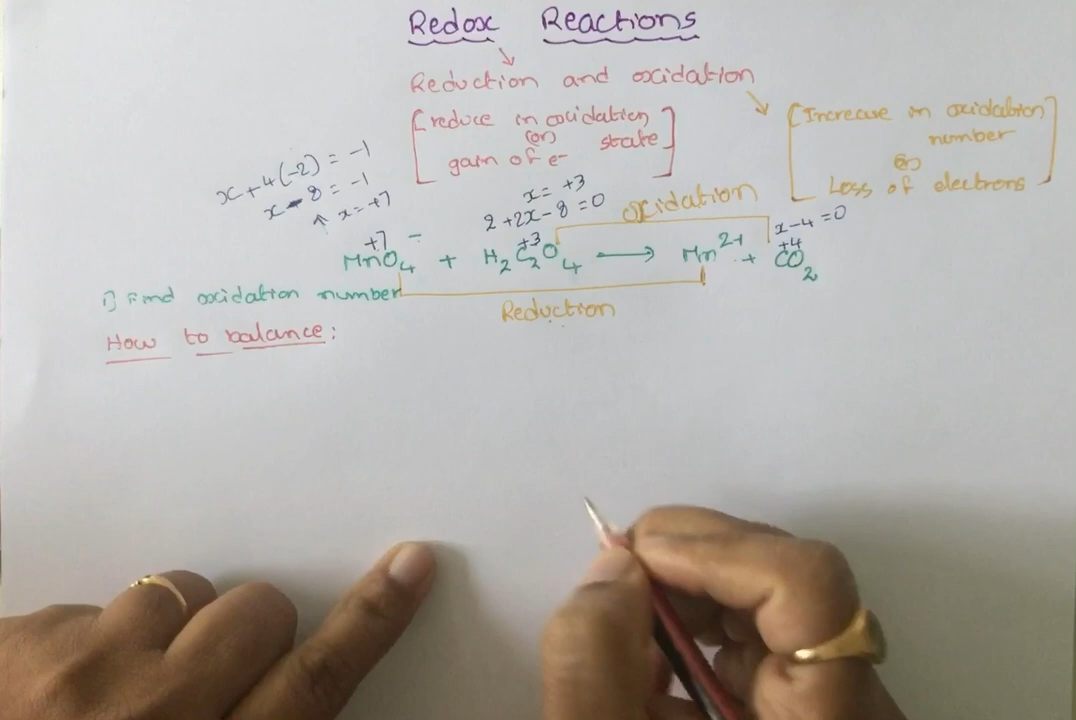 Redox Reactions
Reduction and oxidation
[reduce in oxidation state]
(or)
gain of e-
[Increase in oxidation number
(or)
Loss of electrons]
x+4(-2) = -1
x-8 = -1
x=+7
x= +3
2+2x-8=0
oxidation
x-4=0
+7 +3 +4
MnO4- + H2C2O4 → Mn2+ + CO2
1) Find oxidation number
Reduction
How to balance: